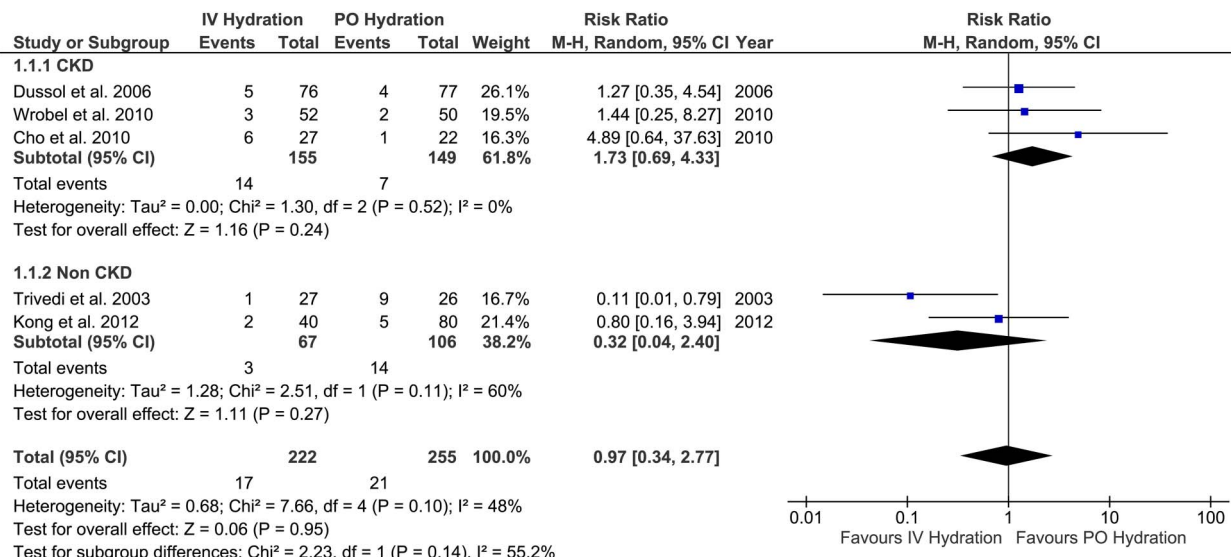 IV Hydration PO Hydration Risk Ratio Risk Ratio
Study or Subgroup Events Total Events Total Weight M-H, Random, 95% CI Year M-H, Random, 95% CI
1.1.1 CKD
Dussol et al. 2006 5 76 4 77 26.1% 1.27 [0.35, 4.54] 2006
Wrobel et al. 2010 3 52 2 50 19.5% 1.44 [0.25, 8.27] 2010
Cho et al. 2010 6 27 1 22 16.3% 4.89 [0.64, 37.63] 2010
Subtotal (95% CI) 155 149 61.8% 1.73 [0.69, 4.33]
Total events 14 7
Heterogeneity: Tau² = 0.00; Chi² = 1.30, df = 2 (P = 0.52); I² = 0%
Test for overall effect: Z = 1.16 (P = 0.24)
1.1.2 Non CKD
Trivedi et al. 2003 1 27 9 26 16.7% 0.11 [0.01, 0.79] 2003
Kong et al. 2012 2 40 5 80 21.4% 0.80 [0.16, 3.94] 2012
Subtotal (95% CI) 67 106 38.2% 0.32 [0.04, 2.40]
Total events 3 14
Heterogeneity: Tau² = 1.28; Chi² = 2.51, df = 1 (P = 0.11); I² = 60%
Test for overall effect: Z = 1.11 (P = 0.27)
Total (95% CI) 222 255 100.0% 0.97 [0.34, 2.77]
Total events 17 21
Heterogeneity: Tau² = 0.68; Chi² = 7.66, df = 4 (P = 0.10); I² = 48%
Test for overall effect: Z = 0.06 (P = 0.95)
Test for subgroup differences: Chi² = 2.23, df = 1 (P = 0.14), I² = 55.2%
0.01 0.1 1 10 100
Favours IV Hydration Favours PO Hydration